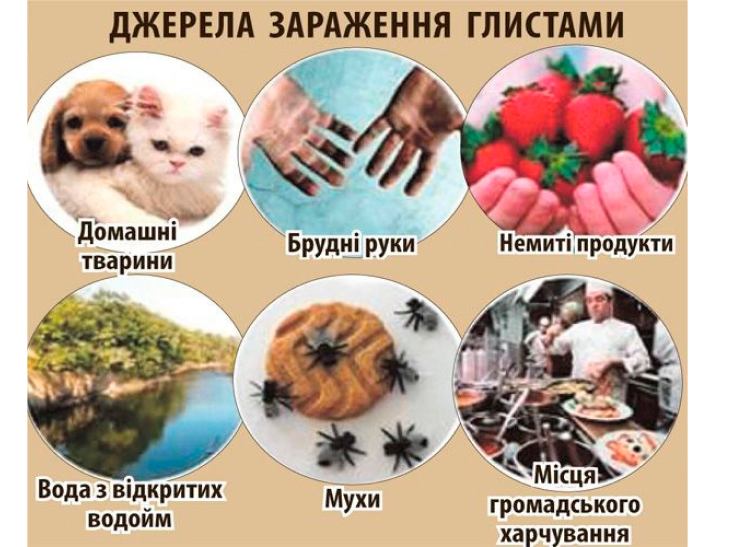 ДЖЕРЕЛА ЗАРАЖЕННЯ ГЛИСТАМИ
Домашні
тварини
Брудні руки
Немиті продукти
Вода з відкритих
водойм
Мухи
Місця
громадського
харчування